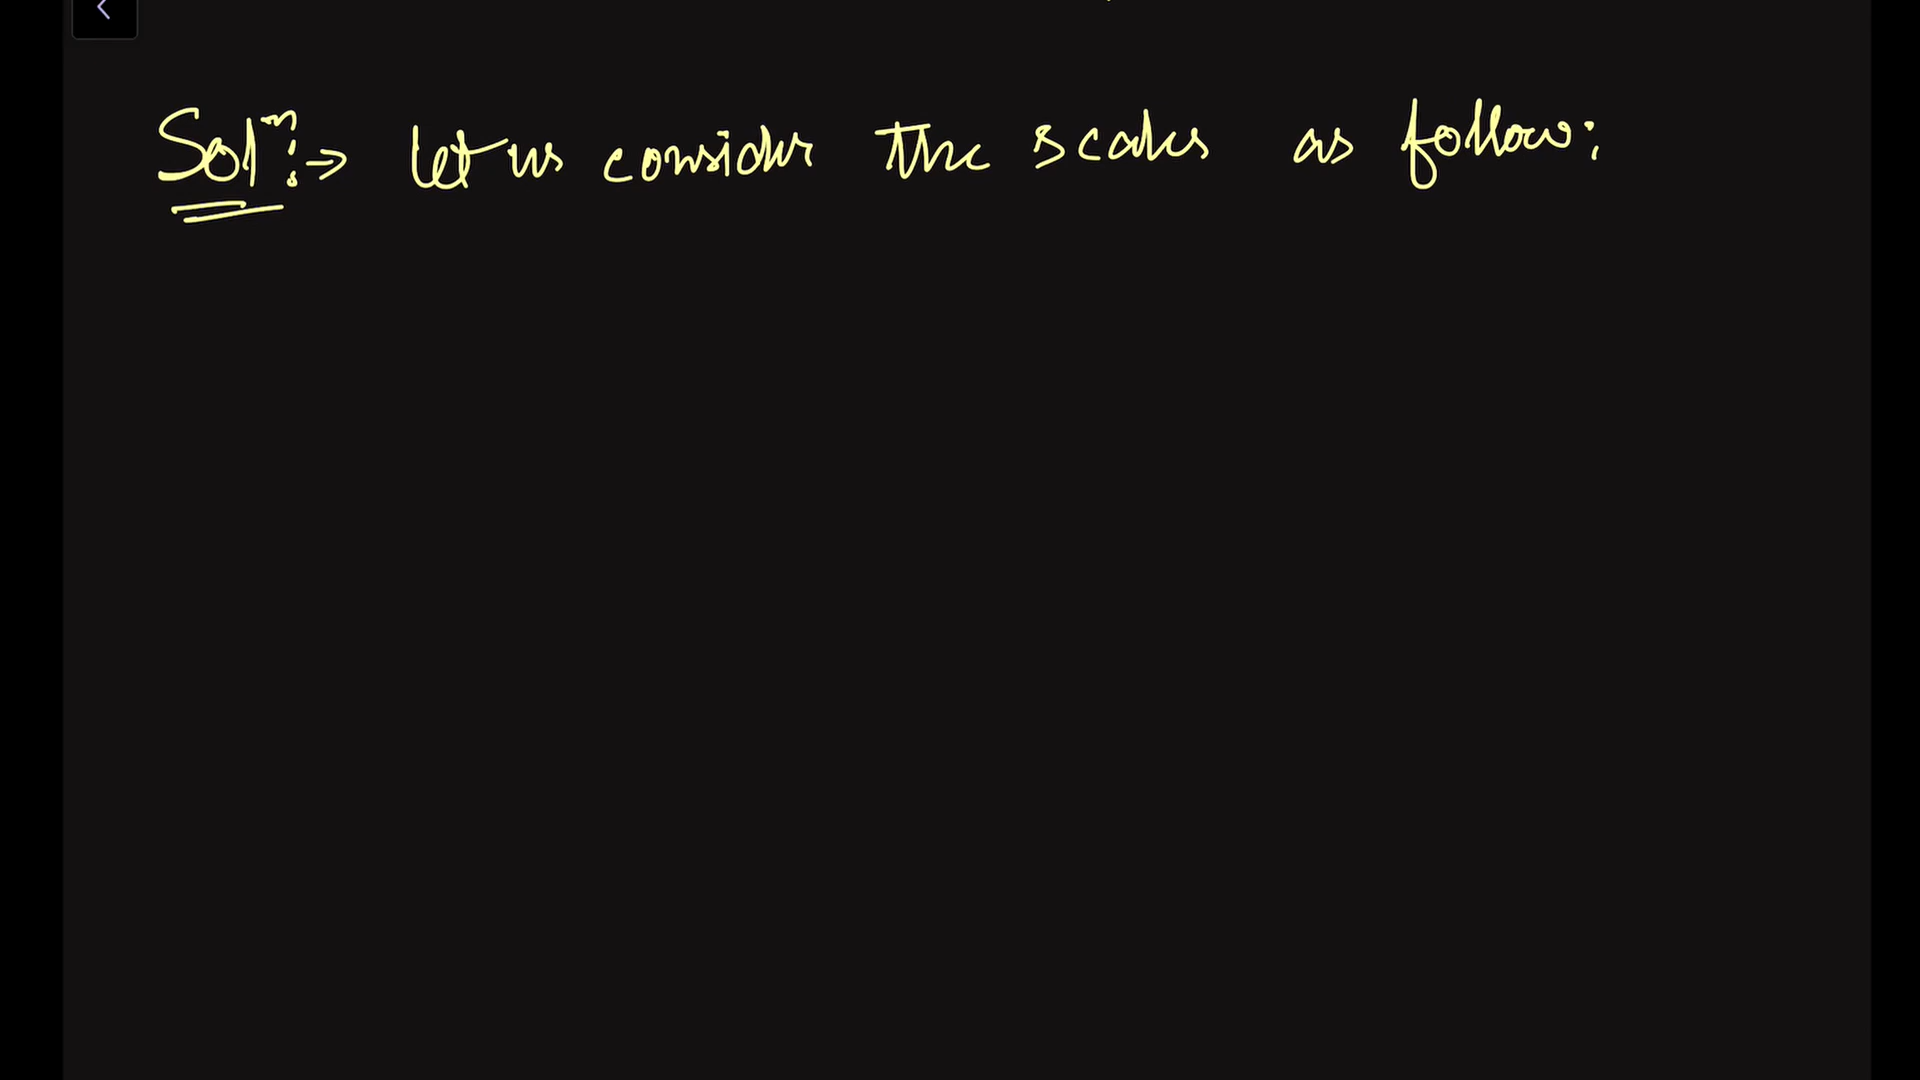 Solⁿ:→ let us consider the scales as follow: